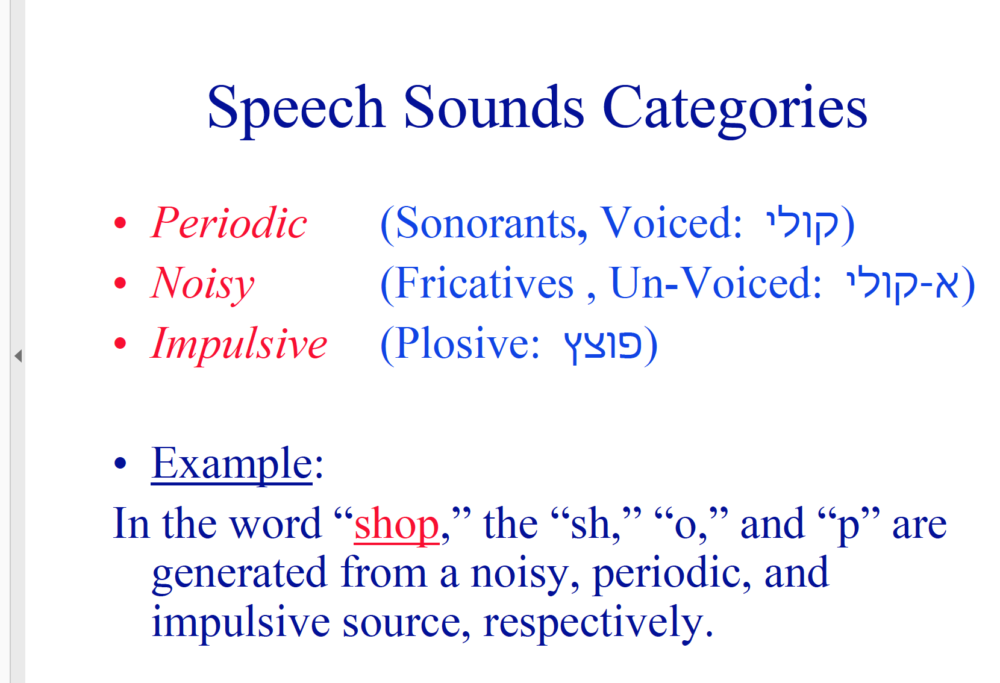 Speech Sounds Categories
• Periodic (Sonorants, Voiced: קולי)
• Noisy (Fricatives , Un-Voiced: א-קולי)
• Impulsive (Plosive: פוצץ)
• Example:
In the word “shop,” the “sh,” “o,” and “p” are
generated from a noisy, periodic, and
impulsive source, respectively.